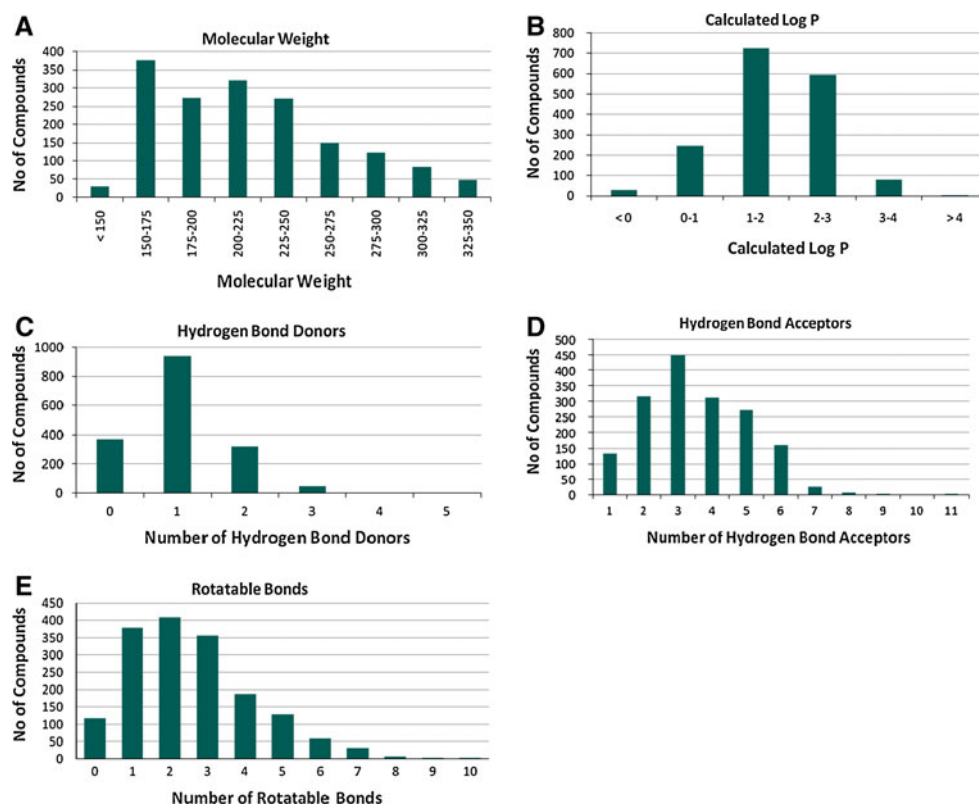 A
Molecular Weight
No of Compounds
400
350
300
250
200
150
100
50
0
< 150
150-175
175-200
200-225
225-250
250-275
275-300
300-325
325-350
Molecular Weight
B
Calculated Log P
No of Compounds
800
700
600
500
400
300
200
100
0
< 0 0-1 1-2 2-3 3-4 > 4
Calculated Log P
C
Hydrogen Bond Donors
No of Compounds
1000
800
600
400
200
0
0 1 2 3 4 5
Number of Hydrogen Bond Donors
D
Hydrogen Bond Acceptors
No of Compounds
500
450
400
350
300
250
200
150
100
50
0
1 2 3 4 5 6 7 8 9 10 11
Number of Hydrogen Bond Acceptors
E
Rotatable Bonds
No of Compounds
450
400
350
300
250
200
150
100
50
0
0 1 2 3 4 5 6 7 8 9 10
Number of Rotatable Bonds